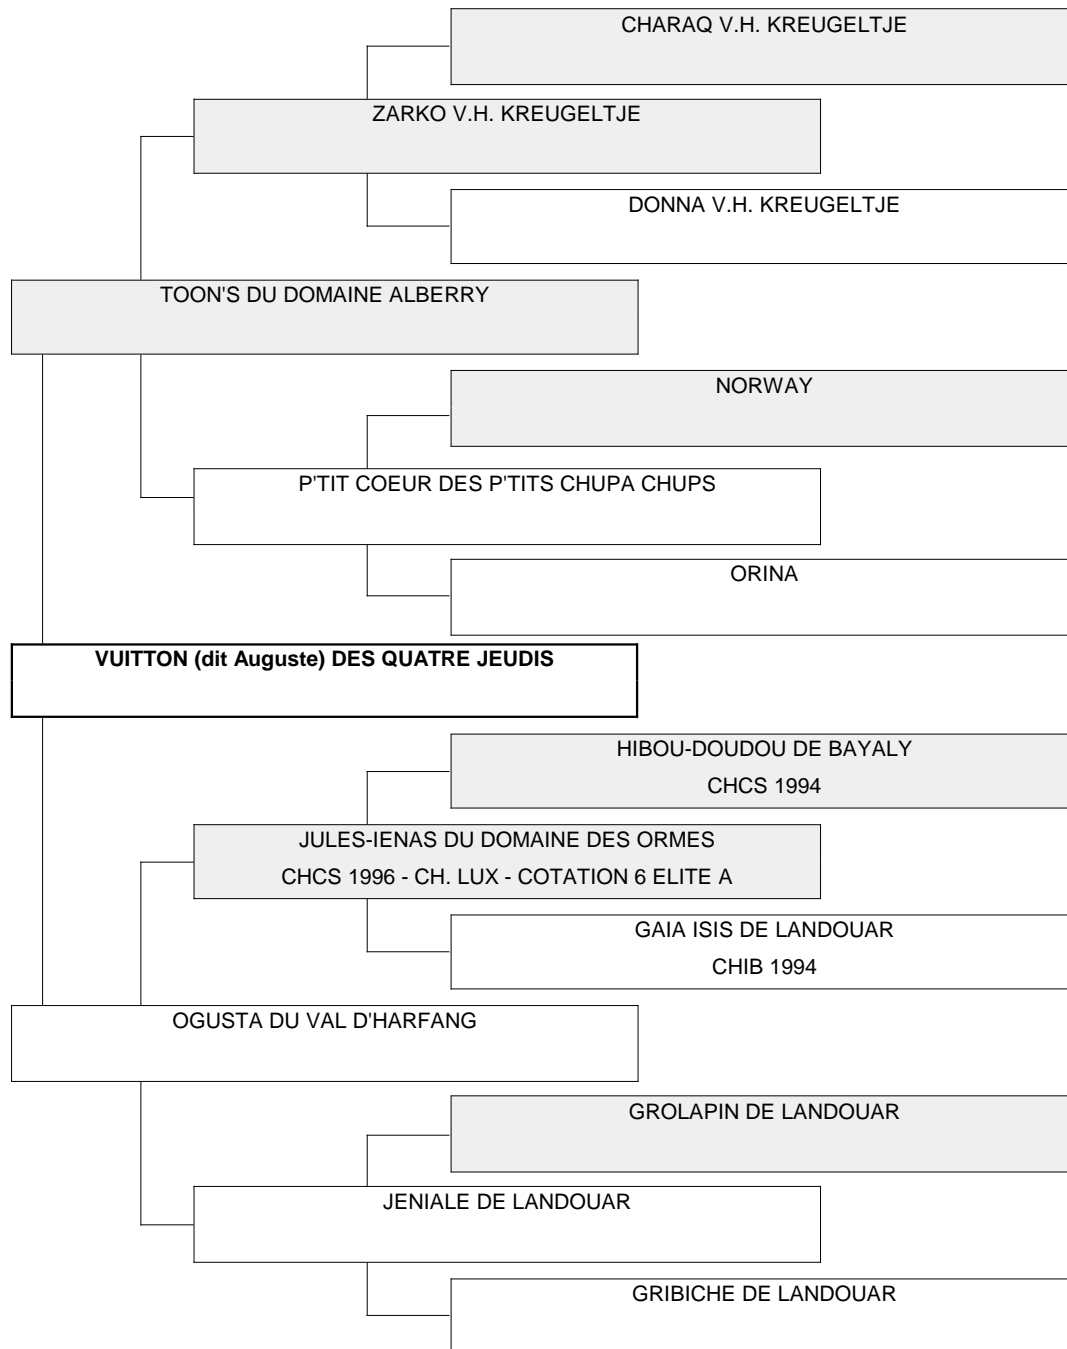 CHARAQ V.H. KREUGELTJE
ZARKO V.H. KREUGELTJE
DONNA V.H. KREUGELTJE
TOON'S DU DOMAINE ALBERRY
NORWAY
P'TIT COEUR DES P'TITS CHUPA CHUPS
ORINA
VUITTON (dit Auguste) DES QUATRE JEUDIS
HIBOU-DOUDOU DE BAYALY
CHCS 1994
JULES-IENAS DU DOMAINE DES ORMES
CHCS 1996 - CH. LUX - COTATION 6 ELITE A
GAIA ISIS DE LANDOUAR
CHIB 1994
OGUSTA DU VAL D'HARFANG
GROLAPIN DE LANDOUAR
JENIALE DE LANDOUAR
GRIBICHE DE LANDOUAR